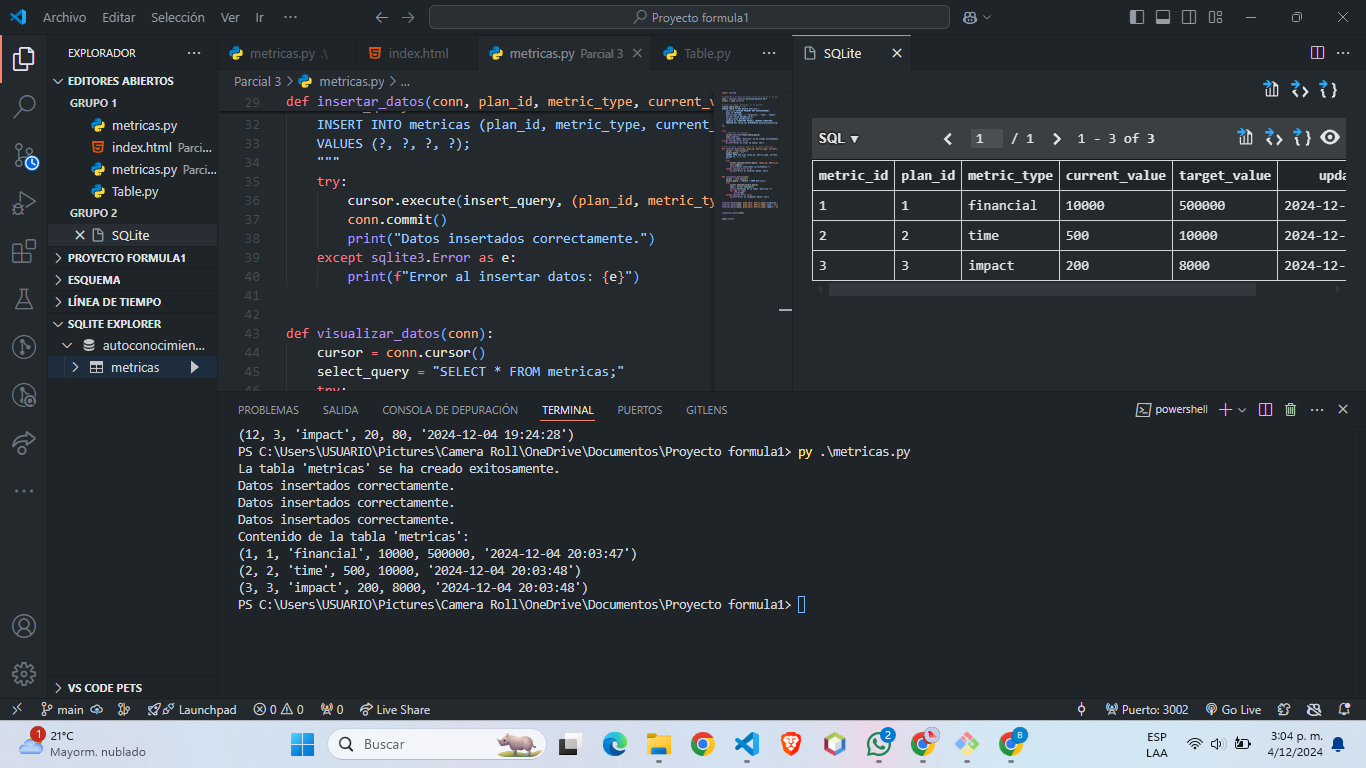 Archivo Editar Selección Ver Ir ··· Proyecto formula1
EXPLORADOR
EDITORES ABIERTOS
GRUPO 1
metricas.py
index.html Parci...
metricas.py Parci...
Table.py
GRUPO 2
SQLite
PROYECTO FORMULA1
ESQUEMA
LÍNEA DE TIEMPO
SQLITE EXPLORER
autoconocimien...
metricas
VS CODE PETS
metricas.py .\ index.html metricas.py Parcial 3 Table.py
Parcial 3 > metricas.py > ...
29 def insertar_datos(conn, plan_id, metric_type, current_v
32 INSERT INTO metricas (plan_id, metric_type, current_
33 VALUES (?, ?, ?, ?);
34 """
35 try:
36 cursor.execute(insert_query, (plan_id, metric_ty
37 conn.commit()
38 print("Datos insertados correctamente.")
39 except sqlite3.Error as e:
40 print(f"Error al insertar datos: {e}")
41
42
43 def visualizar_datos(conn):
44 cursor = conn.cursor()
45 select_query = "SELECT * FROM metricas;"
46 try:
SQLite
SQL ▼ 1 / 1 1 - 3 of 3
metric_id plan_id metric_type current_value target_value upda
1 1 financial 10000 500000 2024-12-
2 2 time 500 10000 2024-12-
3 3 impact 200 8000 2024-12-
PROBLEMAS SALIDA CONSOLA DE DEPURACIÓN TERMINAL PUERTOS GITLENS powershell
(12, 3, 'impact', 20, 80, '2024-12-04 19:24:28')
PS C:\Users\USUARIO\Pictures\Camera Roll\OneDrive\Documentos\Proyecto formula1> py .\metricas.py
La tabla 'metricas' se ha creado exitosamente.
Datos insertados correctamente.
Datos insertados correctamente.
Datos insertados correctamente.
Contenido de la tabla 'metricas':
(1, 1, 'financial', 10000, 500000, '2024-12-04 20:03:47')
(2, 2, 'time', 500, 10000, '2024-12-04 20:03:48')
(3, 3, 'impact', 200, 8000, '2024-12-04 20:03:48')
PS C:\Users\USUARIO\Pictures\Camera Roll\OneDrive\Documentos\Proyecto formula1>
main Launchpad 0 0 0 Live Share Puerto: 3002 Go Live
1
21°C
Mayorm. nublado
Buscar
2
8
ESP
LAA
3:04 p. m.
4/12/2024